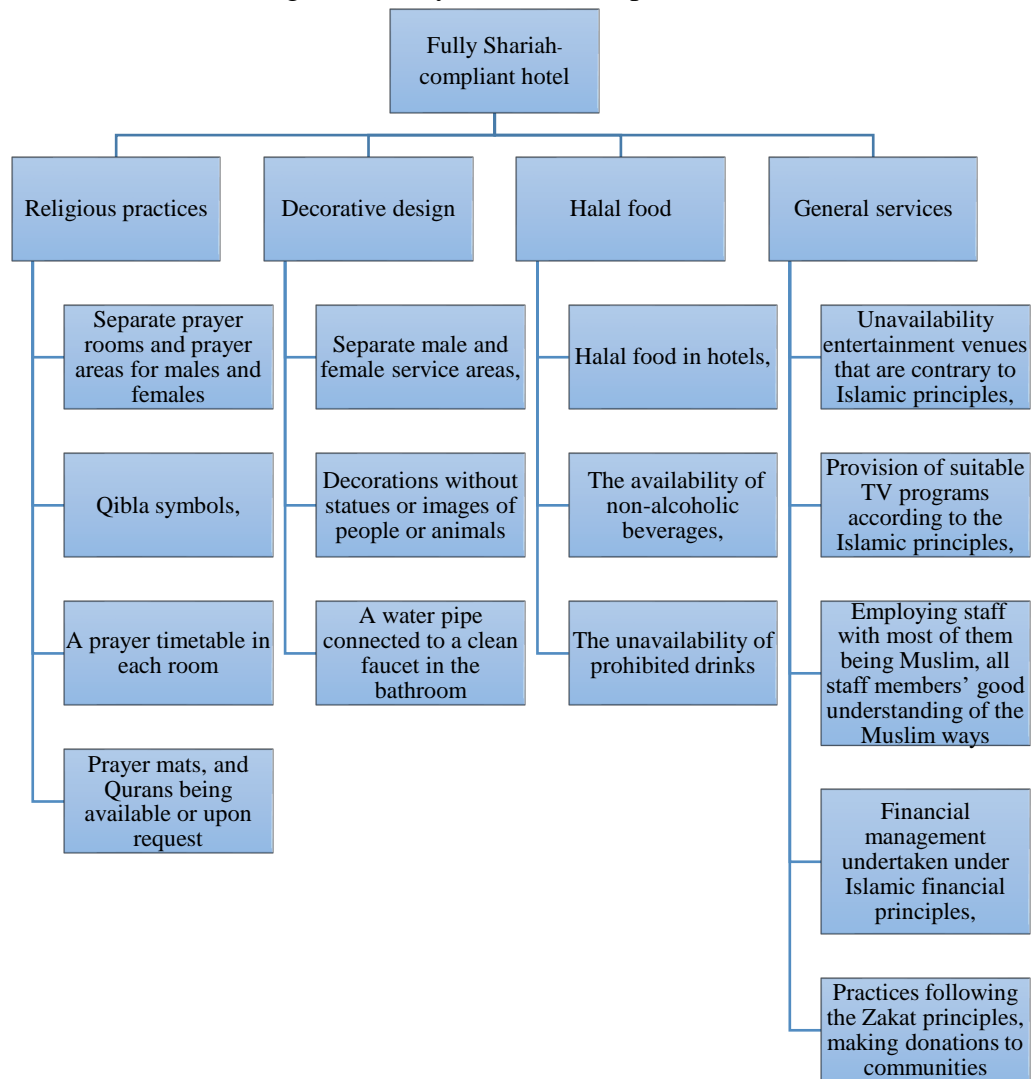 Fully Shariah-
compliant hotel
Religious practices
Decorative design
Halal food
General services
Separate prayer
rooms and prayer
areas for males and
females
Qibla symbols,
A prayer timetable in
each room
Prayer mats, and
Qurans being
available or upon
request
Separate male and
female service areas,
Decorations without
statues or images of
people or animals
A water pipe
connected to a clean
faucet in the
bathroom
Halal food in hotels,
The availability of
non-alcoholic
beverages,
The unavailability of
prohibited drinks
Unavailability
entertainment venues
that are contrary to
Islamic principles,
Provision of suitable
TV programs
according to the
Islamic principles,
Employing staff
with most of them
being Muslim, all
staff members’ good
understanding of the
Muslim ways
Financial
management
undertaken under
Islamic financial
principles,
Practices following
the Zakat principles,
making donations to
communities